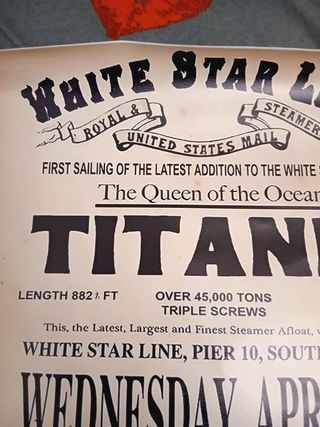 WHITE STAR L
ROYAL &
STEAMER
UNITED STATES MAIL
FIRST SAILING OF THE LATEST ADDITION TO THE WHITE
The Queen of the Ocean
TITAN
LENGTH 882 ½ FT OVER 45,000 TONS
TRIPLE SCREWS
This, the Latest, Largest and Finest Steamer Afloat,
WHITE STAR LINE, PIER 10, SOUT
WEDNESDAY APR